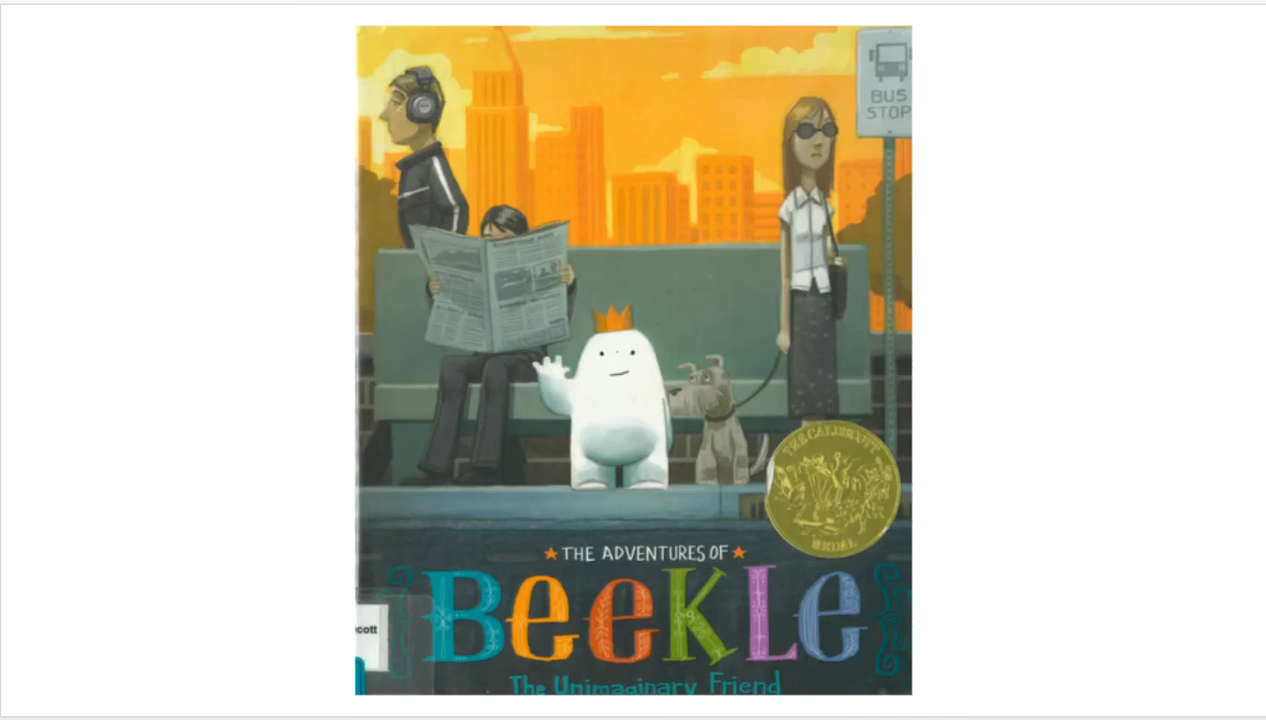 BUS
STOP
THE CALDECOTT
MEDAL
THE ADVENTURES OF
BeeKLe
cott
The Unimaginary Friend